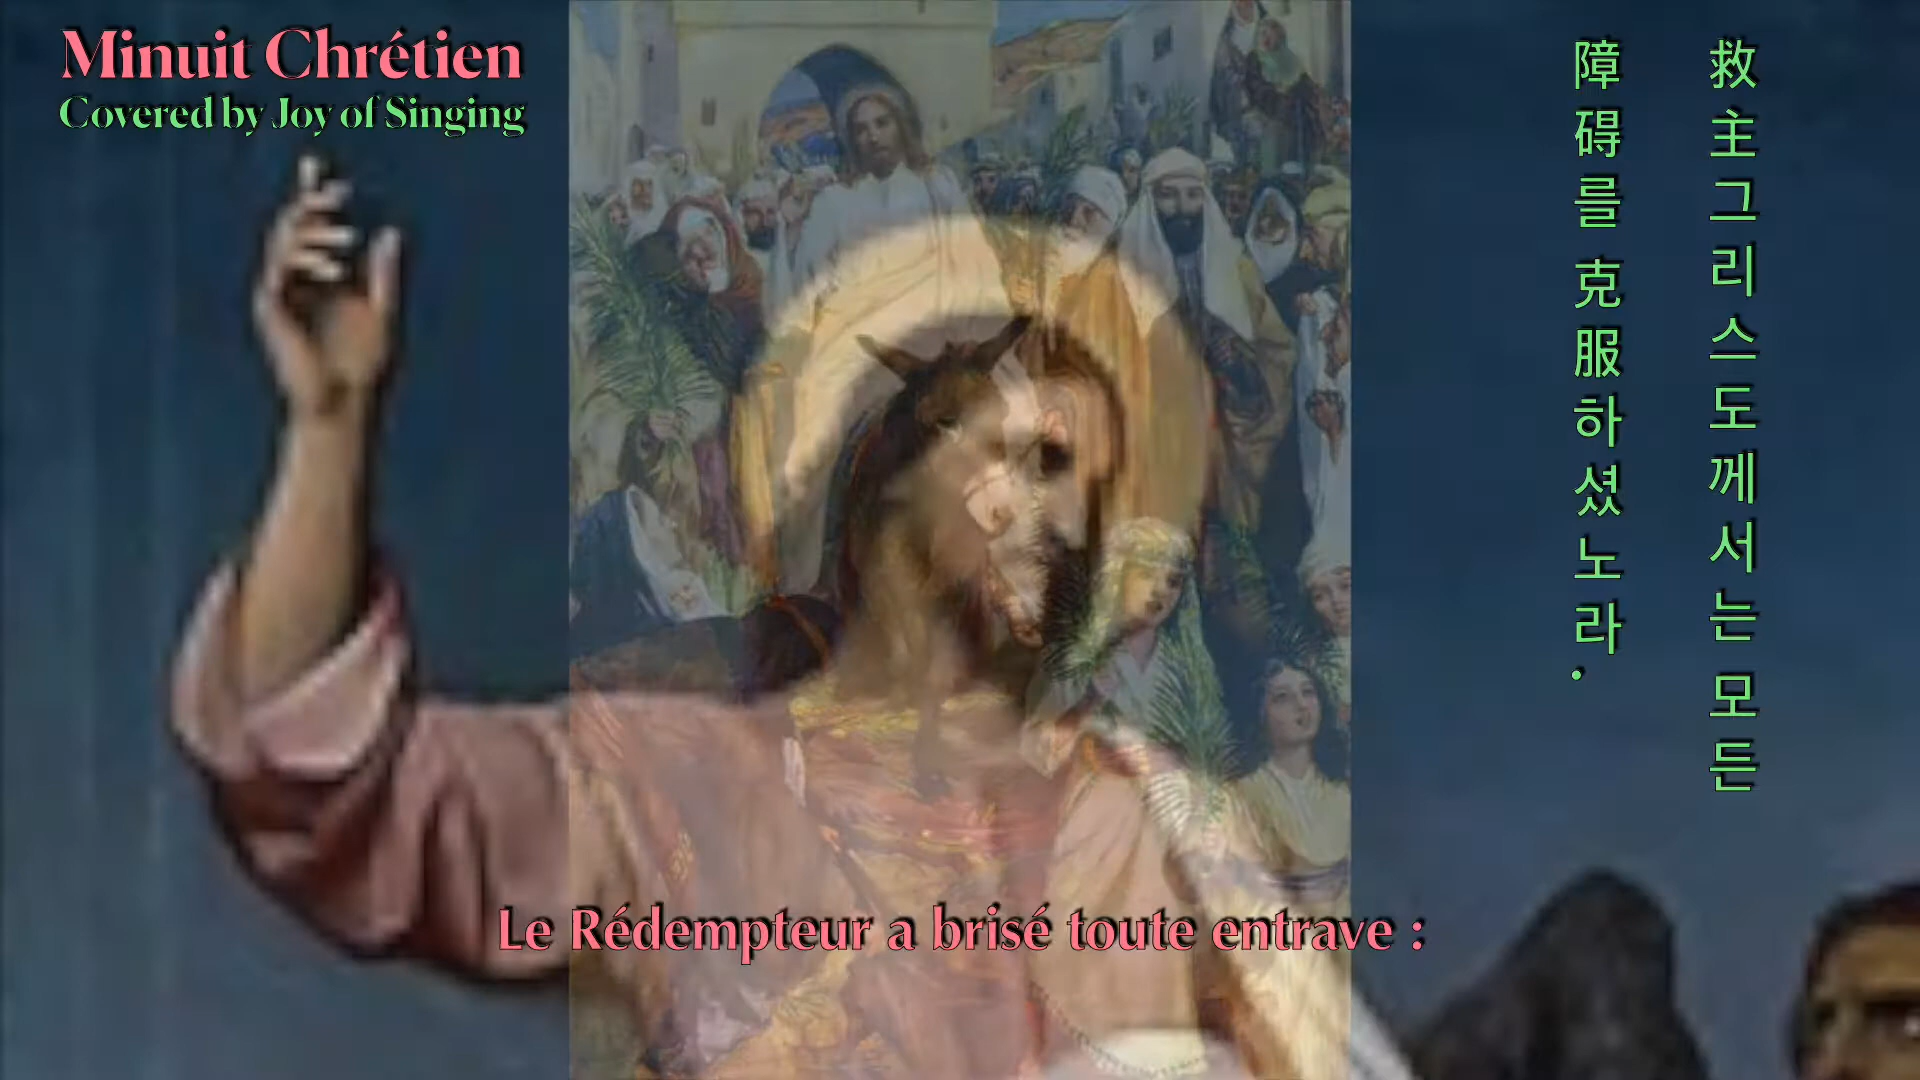 Minuit Chrétien
Covered by Joy of Singing
救主그리스도께서는모든
障碍를 克服하셨노라.
Le Rédempteur a brisé toute entrave :